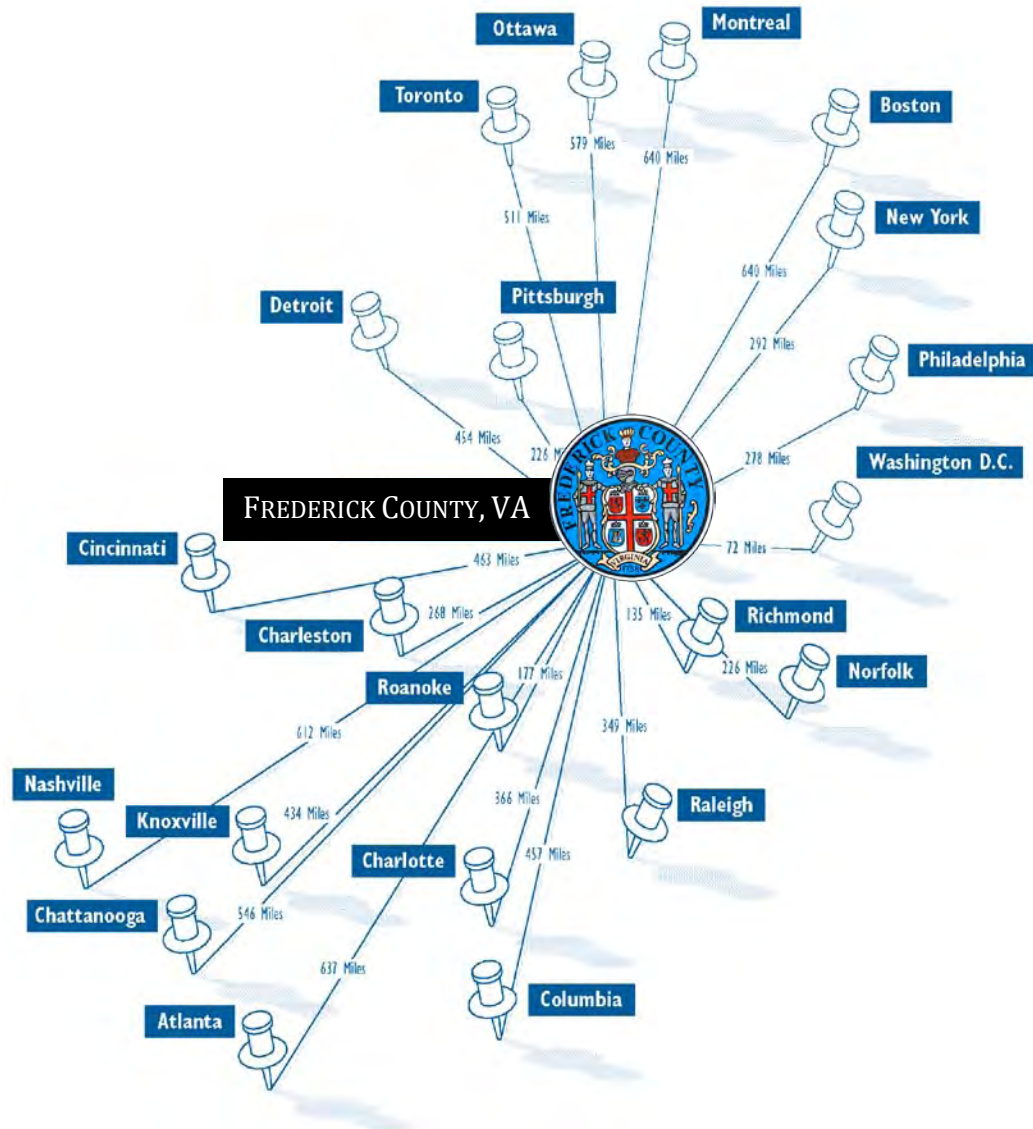 Ottawa
Montreal
Toronto
Boston
579 Miles
640 Miles
New York
511 Miles
640 Miles
Detroit
Pittsburgh
292 Miles
Philadelphia
454 Miles
226
278 Miles
Washington D.C.
FREDERICK COUNTY
VIRGINIA
FREDERICK COUNTY, VA
72 Miles
Cincinnati
463 Miles
Charleston
268 Miles
135 Miles
Richmond
Roanoke
177 Miles
226 Miles
Norfolk
612 Miles
349 Miles
Nashville
Knoxville
434 Miles
366 Miles
Raleigh
Charlotte
457 Miles
Chattanooga
546 Miles
637 Miles
Columbia
Atlanta